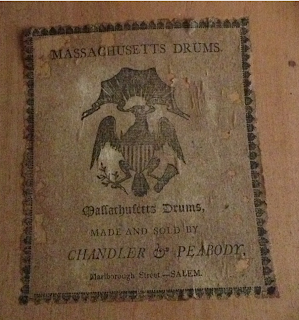 MASSACHUSETTS DRUMS.
Massachusetts Drums,
MADE AND SOLD BY
CHANDLER & PEABODY,
Marlborough Street—SALEM.